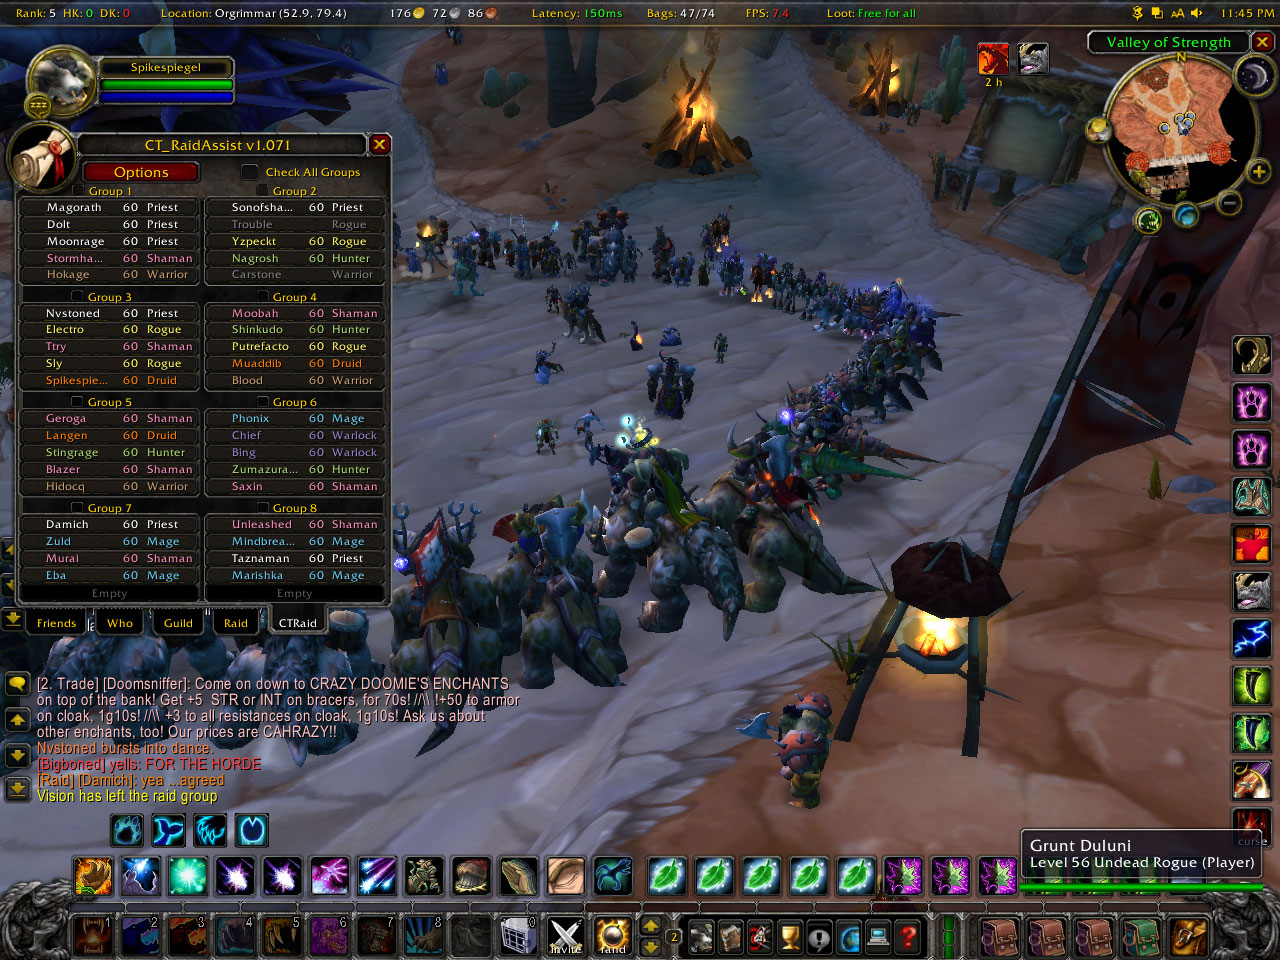 Rank: 5 HK: 0 DK: 0 Location: Orgrimmar (52.9, 79.4) 176 72 86 Latency: 150ms Bags: 47/74 FPS: 7.4 Loot: Free for all AA 11:45 PM
Valley of Strength
N
2 h
Spikespiegel
zzz
CT_RaidAssist v1.071
Options
Check All Groups
Group 1
Magorath 60 Priest
Dolt 60 Priest
Moonrage 60 Priest
Stormha... 60 Shaman
Hokage 60 Warrior
Group 2
Sonofsha... 60 Priest
Trouble Rogue
Yzpeckt 60 Rogue
Nagrosh 60 Hunter
Carstone Warrior
Group 3
Nvstoned 60 Priest
Electro 60 Rogue
Ttry 60 Shaman
Sly 60 Rogue
Spikespie... 60 Druid
Group 4
Moobah 60 Shaman
Shinkudo 60 Hunter
Putrefacto 60 Rogue
Muaddib 60 Druid
Blood 60 Warrior
Group 5
Geroga 60 Shaman
Langen 60 Druid
Stingrage 60 Hunter
Blazer 60 Shaman
Hidocq 60 Warrior
Group 6
Phonix 60 Mage
Chief 60 Warlock
Bing 60 Warlock
Zumazura... 60 Hunter
Saxin 60 Shaman
Group 7
Damich 60 Priest
Zuld 60 Mage
Murai 60 Shaman
Eba 60 Mage
Empty
Group 8
Unleashed 60 Shaman
Mindbrea... 60 Mage
Taznaman 60 Priest
Marishka 60 Mage
Empty
Friends Who Guild Raid CTRaid
[2. Trade] [Doomsniffer]: Come on down to CRAZY DOOMIE'S ENCHANTS
on top of the bank! Get +5 STR or INT on bracers, for 70s! //\\ !+50 to armor
on cloak, 1g10s! //\\ +3 to all resistances on cloak, 1g10s! Ask us about
other enchants, too! Our prices are CAHRAZY!!
Nvstoned bursts into dance.
[Bigboned] yells: FOR THE HORDE
[Raid] [Damich]: yea ...agreed
Vision has left the raid group
curse
Grunt Duluni
Level 56 Undead Rogue (Player)
1 2 3 4 5 6 7 8 0
invite
rand
2
?